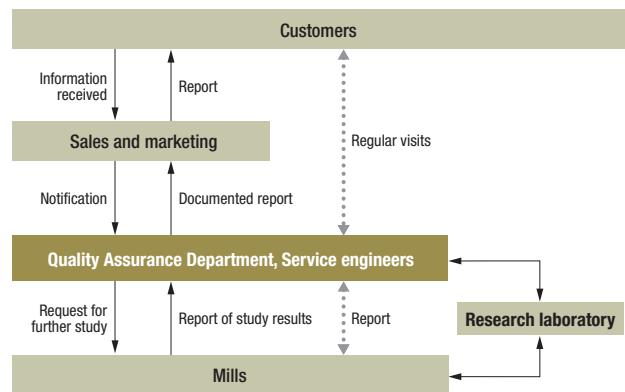 Customers
Information
received
Report
Regular visits
Sales and marketing
Notification
Documented report
Quality Assurance Department, Service engineers
Request for
further study
Report of study results
Report
Research laboratory
Mills